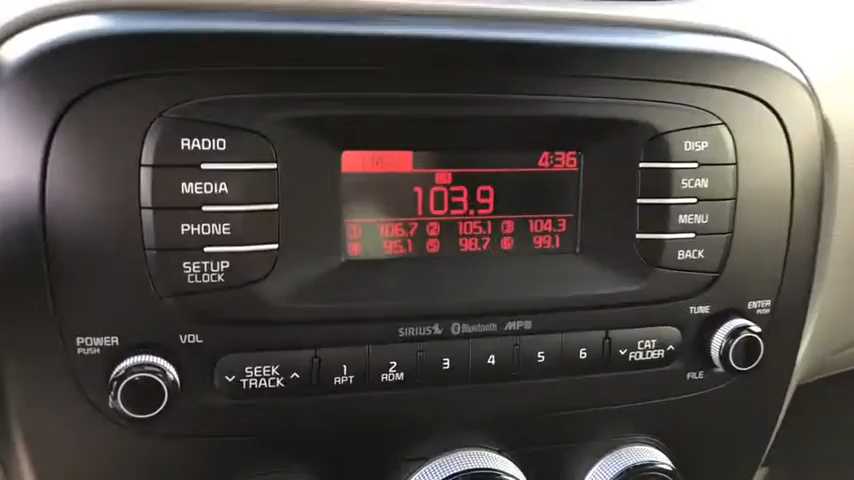 RADIO
MEDIA
PHONE
SETUP
CLOCK
4:36
103.9
1 106.7 2 105.1 3 104.3
4 95.1 5 98.7 6 99.1
DISP
SCAN
MENU
BACK
POWER
PUSH
VOL
SIRIUS Bluetooth MP3
TUNE
ENTER
PUSH
SEEK
TRACK
1
RPT
2
RDM
3
4
5
6
CAT
FOLDER
FILE